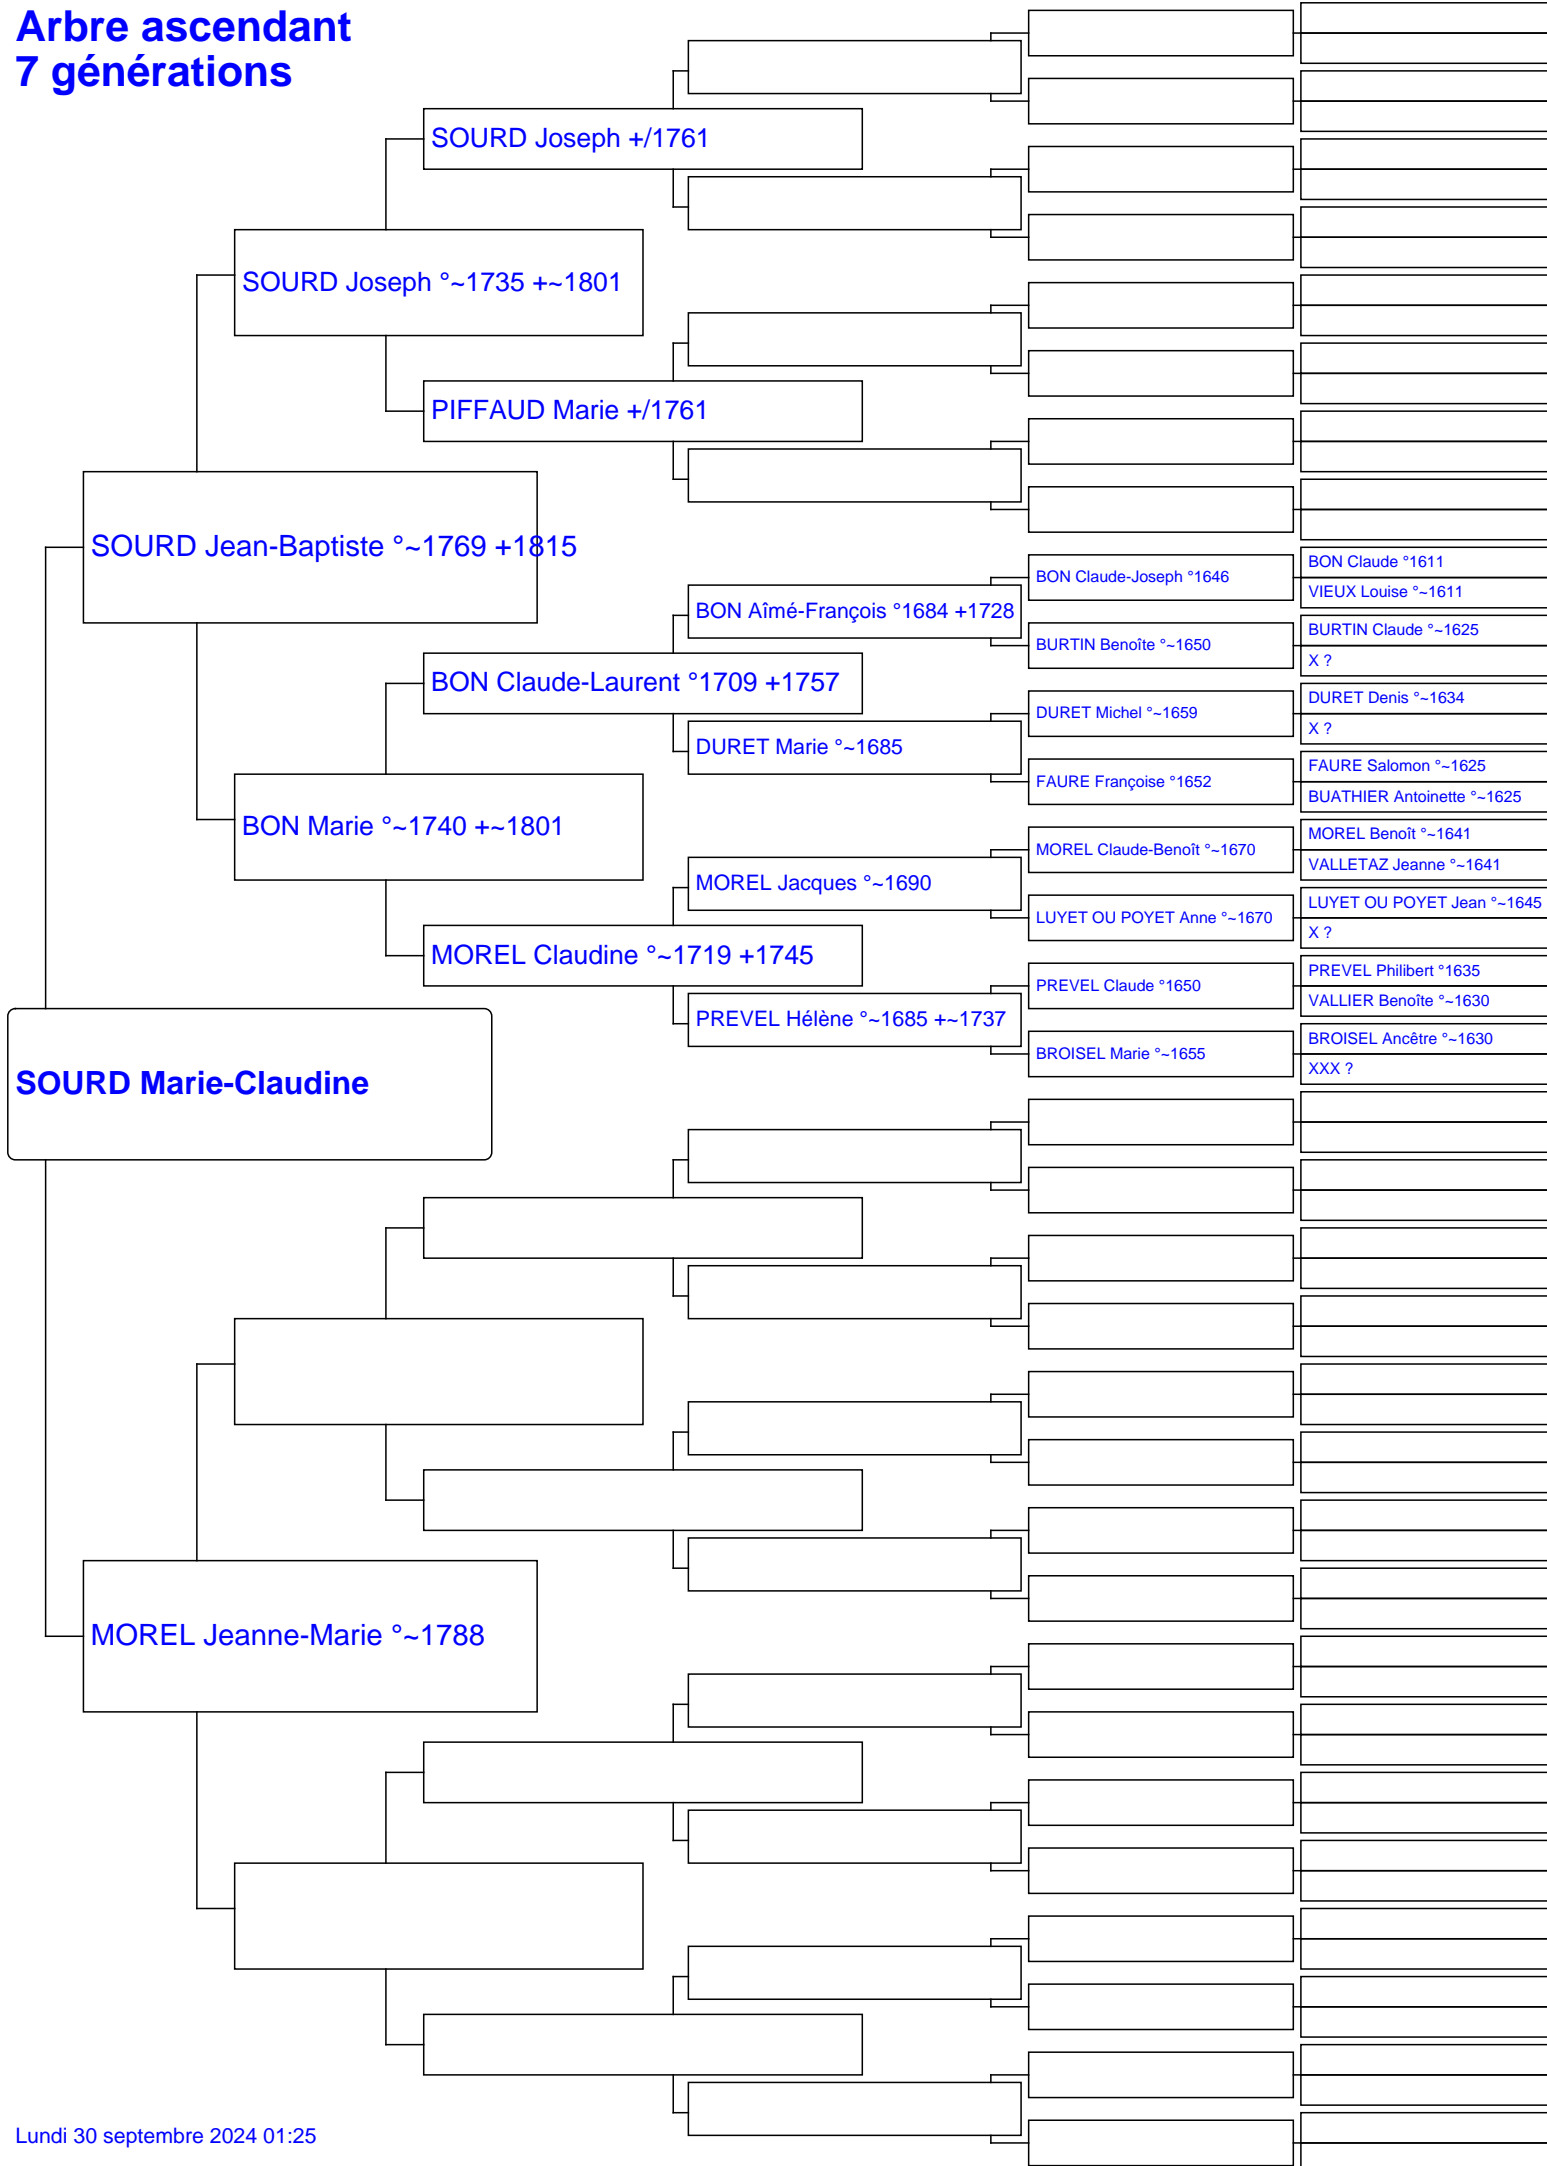 Arbre ascendant
7 générations
SOURD Joseph +/1761
SOURD Joseph °~1735 +~1801
PIFFAUD Marie +/1761
SOURD Jean-Baptiste °~1769 +1815
BON Claude-Joseph °1646
BON Claude °1611
VIEUX Louise °~1611
BON Aîmé-François °1684 +1728
BURTIN Benoîte °~1650
BURTIN Claude °~1625
X ?
BON Claude-Laurent °1709 +1757
DURET Michel °~1659
DURET Denis °~1634
X ?
DURET Marie °~1685
FAURE Françoise °1652
FAURE Salomon °~1625
BUATHIER Antoinette °~1625
BON Marie °~1740 +~1801
MOREL Claude-Benoît °~1670
MOREL Benoît °~1641
VALLETAZ Jeanne °~1641
MOREL Jacques °~1690
LUYET OU POYET Anne °~1670
LUYET OU POYET Jean °~1645
X ?
MOREL Claudine °~1719 +1745
PREVEL Claude °1650
PREVEL Philibert °1635
VALLIER Benoîte °~1630
PREVEL Hélène °~1685 +~1737
BROISEL Marie °~1655
BROISEL Ancêtre °~1630
XXX ?
SOURD Marie-Claudine
MOREL Jeanne-Marie °~1788
Lundi 30 septembre 2024 01:25